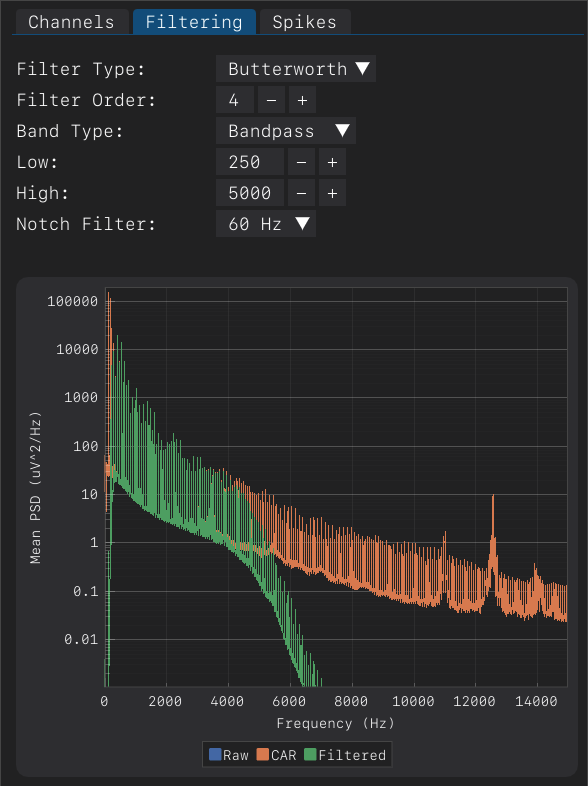 Channels Filtering Spikes
Filter Type: Butterworth ▼
Filter Order: 4 − +
Band Type: Bandpass ▼
Low: 250 − +
High: 5000 − +
Notch Filter: 60 Hz ▼
Mean PSD (uV^2/Hz)
100000
10000
1000
100
10
1
0.1
0.01
0 2000 4000 6000 8000 10000 12000 14000
Frequency (Hz)
Raw CAR Filtered